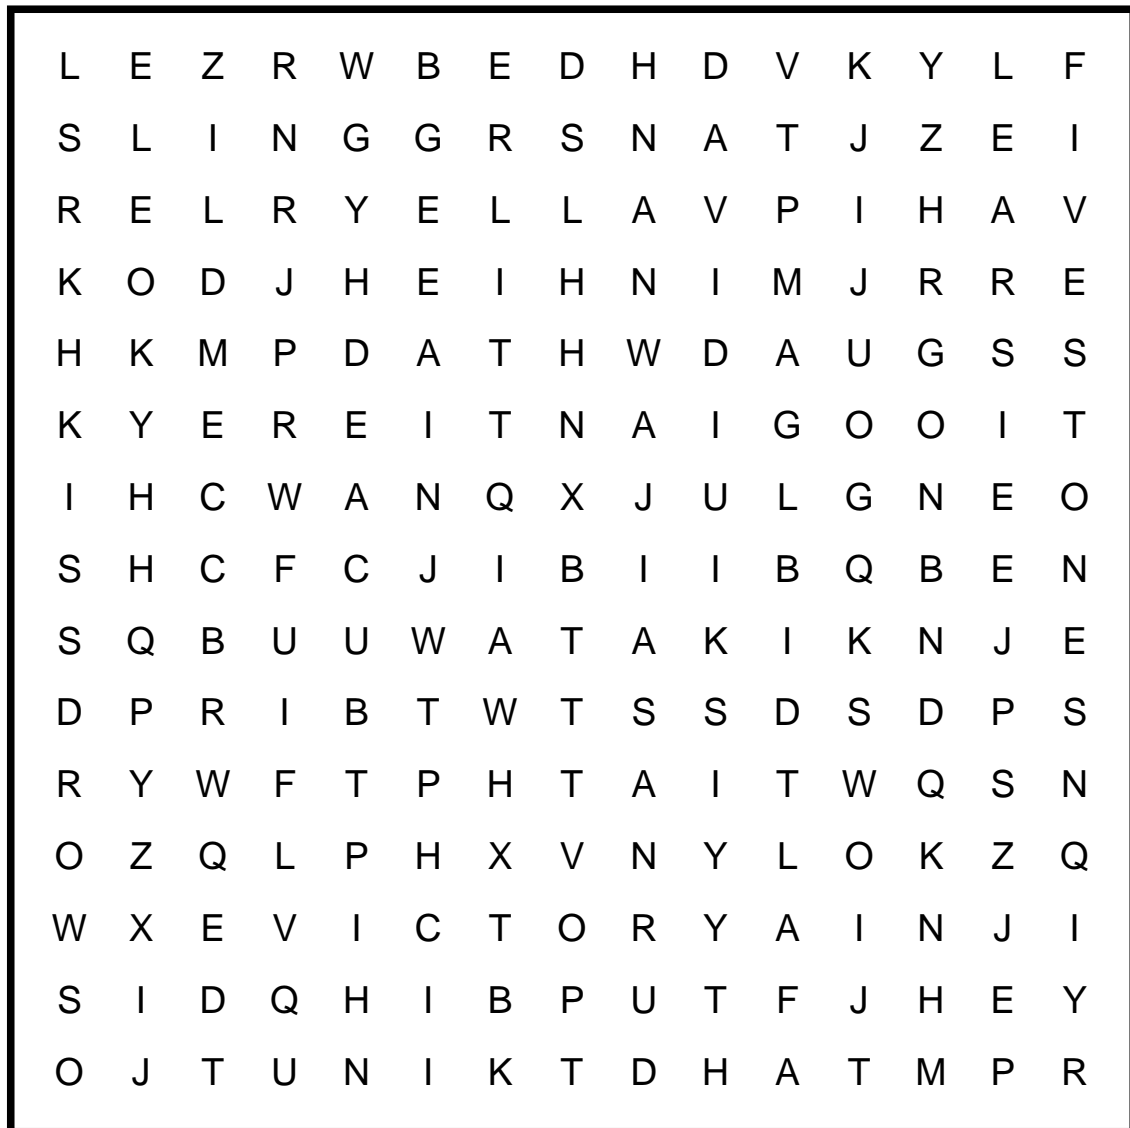 L E Z R W B E D H D V K Y L F
S L I N G G R S N A T J Z E I
R E L R Y E L L A V P I H A V
K O D J H E I H N I M J R R E
H K M P D A T H W D A U G S S
K Y E R E I T N A I G O O I T
I H C W A N Q X J U L G N E O
S H C F C J I B I I B Q B E N
S Q B U U W A T A K I K N J E
D P R I B T W T S S D S D P S
R Y W F T P H T A I T W Q S N
O Z Q L P H X V N Y L O K Z Q
W X E V I C T O R Y A I N J I
S I D Q H I B P U T F J H E Y
O J T U N I K T D H A T M P R